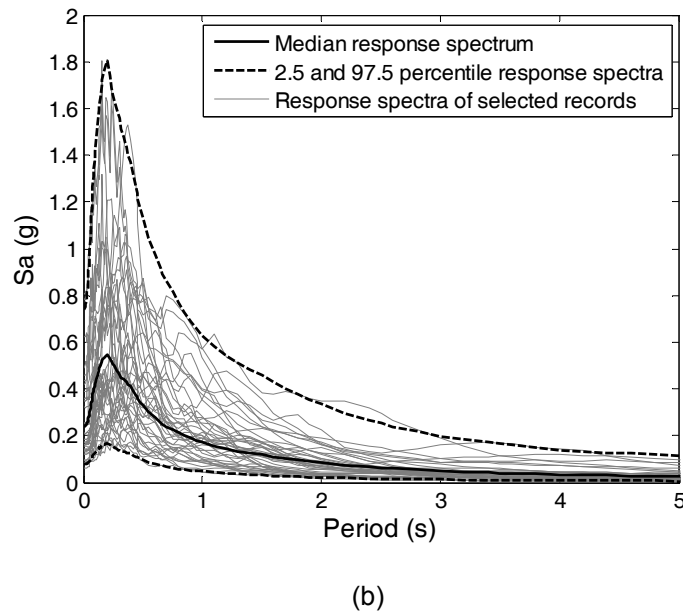 2
1.8
1.6
1.4
1.2
1
0.8
0.6
0.4
0.2
0
Sa (g)
Median response spectrum
2.5 and 97.5 percentile response spectra
Response spectra of selected records
0 1 2 3 4 5
Period (s)
(b)